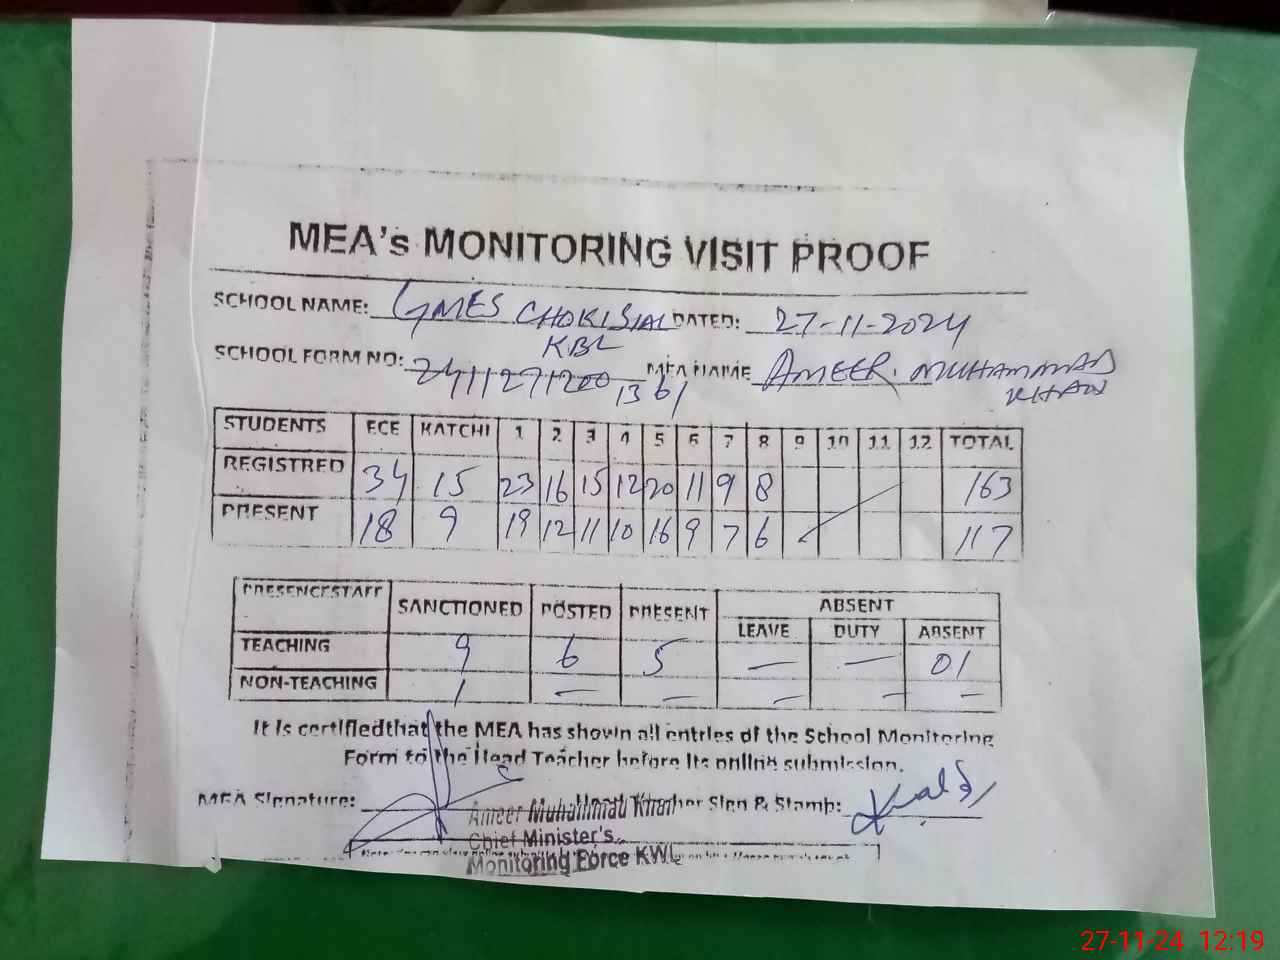 MEA's MONITORING VISIT PROOF
SCHOOL NAME: GMES CHOKI SIAL DATED: 27-11-2024
KBL
SCHOOL FORM NO: 2411271200 MEA NAME AMEER MUHAMMAD
1361 KHAN
STUDENTS ECE KATCHI 1 2 3 4 5 6 7 8 9 10 11 12 TOTAL
REGISTRED 34 15 23 16 15 12 20 11 9 8 163
PRESENT 18 9 19 12 11 10 16 9 7 6 117
PRESENCE STAFF SANCTIONED POSTED PRESENT ABSENT
LEAVE DUTY ABSENT
TEACHING 9 6 5 — — 01
NON-TEACHING 1 — — — — —
It is certified that the MEA has shown all entries of the School Monitoring
Form to the Head Teacher before its online submission.
MEA Signature: Sign & Stamp:
Ameer Muhammad Khan
Chief Minister's
Monitoring Force KWL
27-11-24 12:19